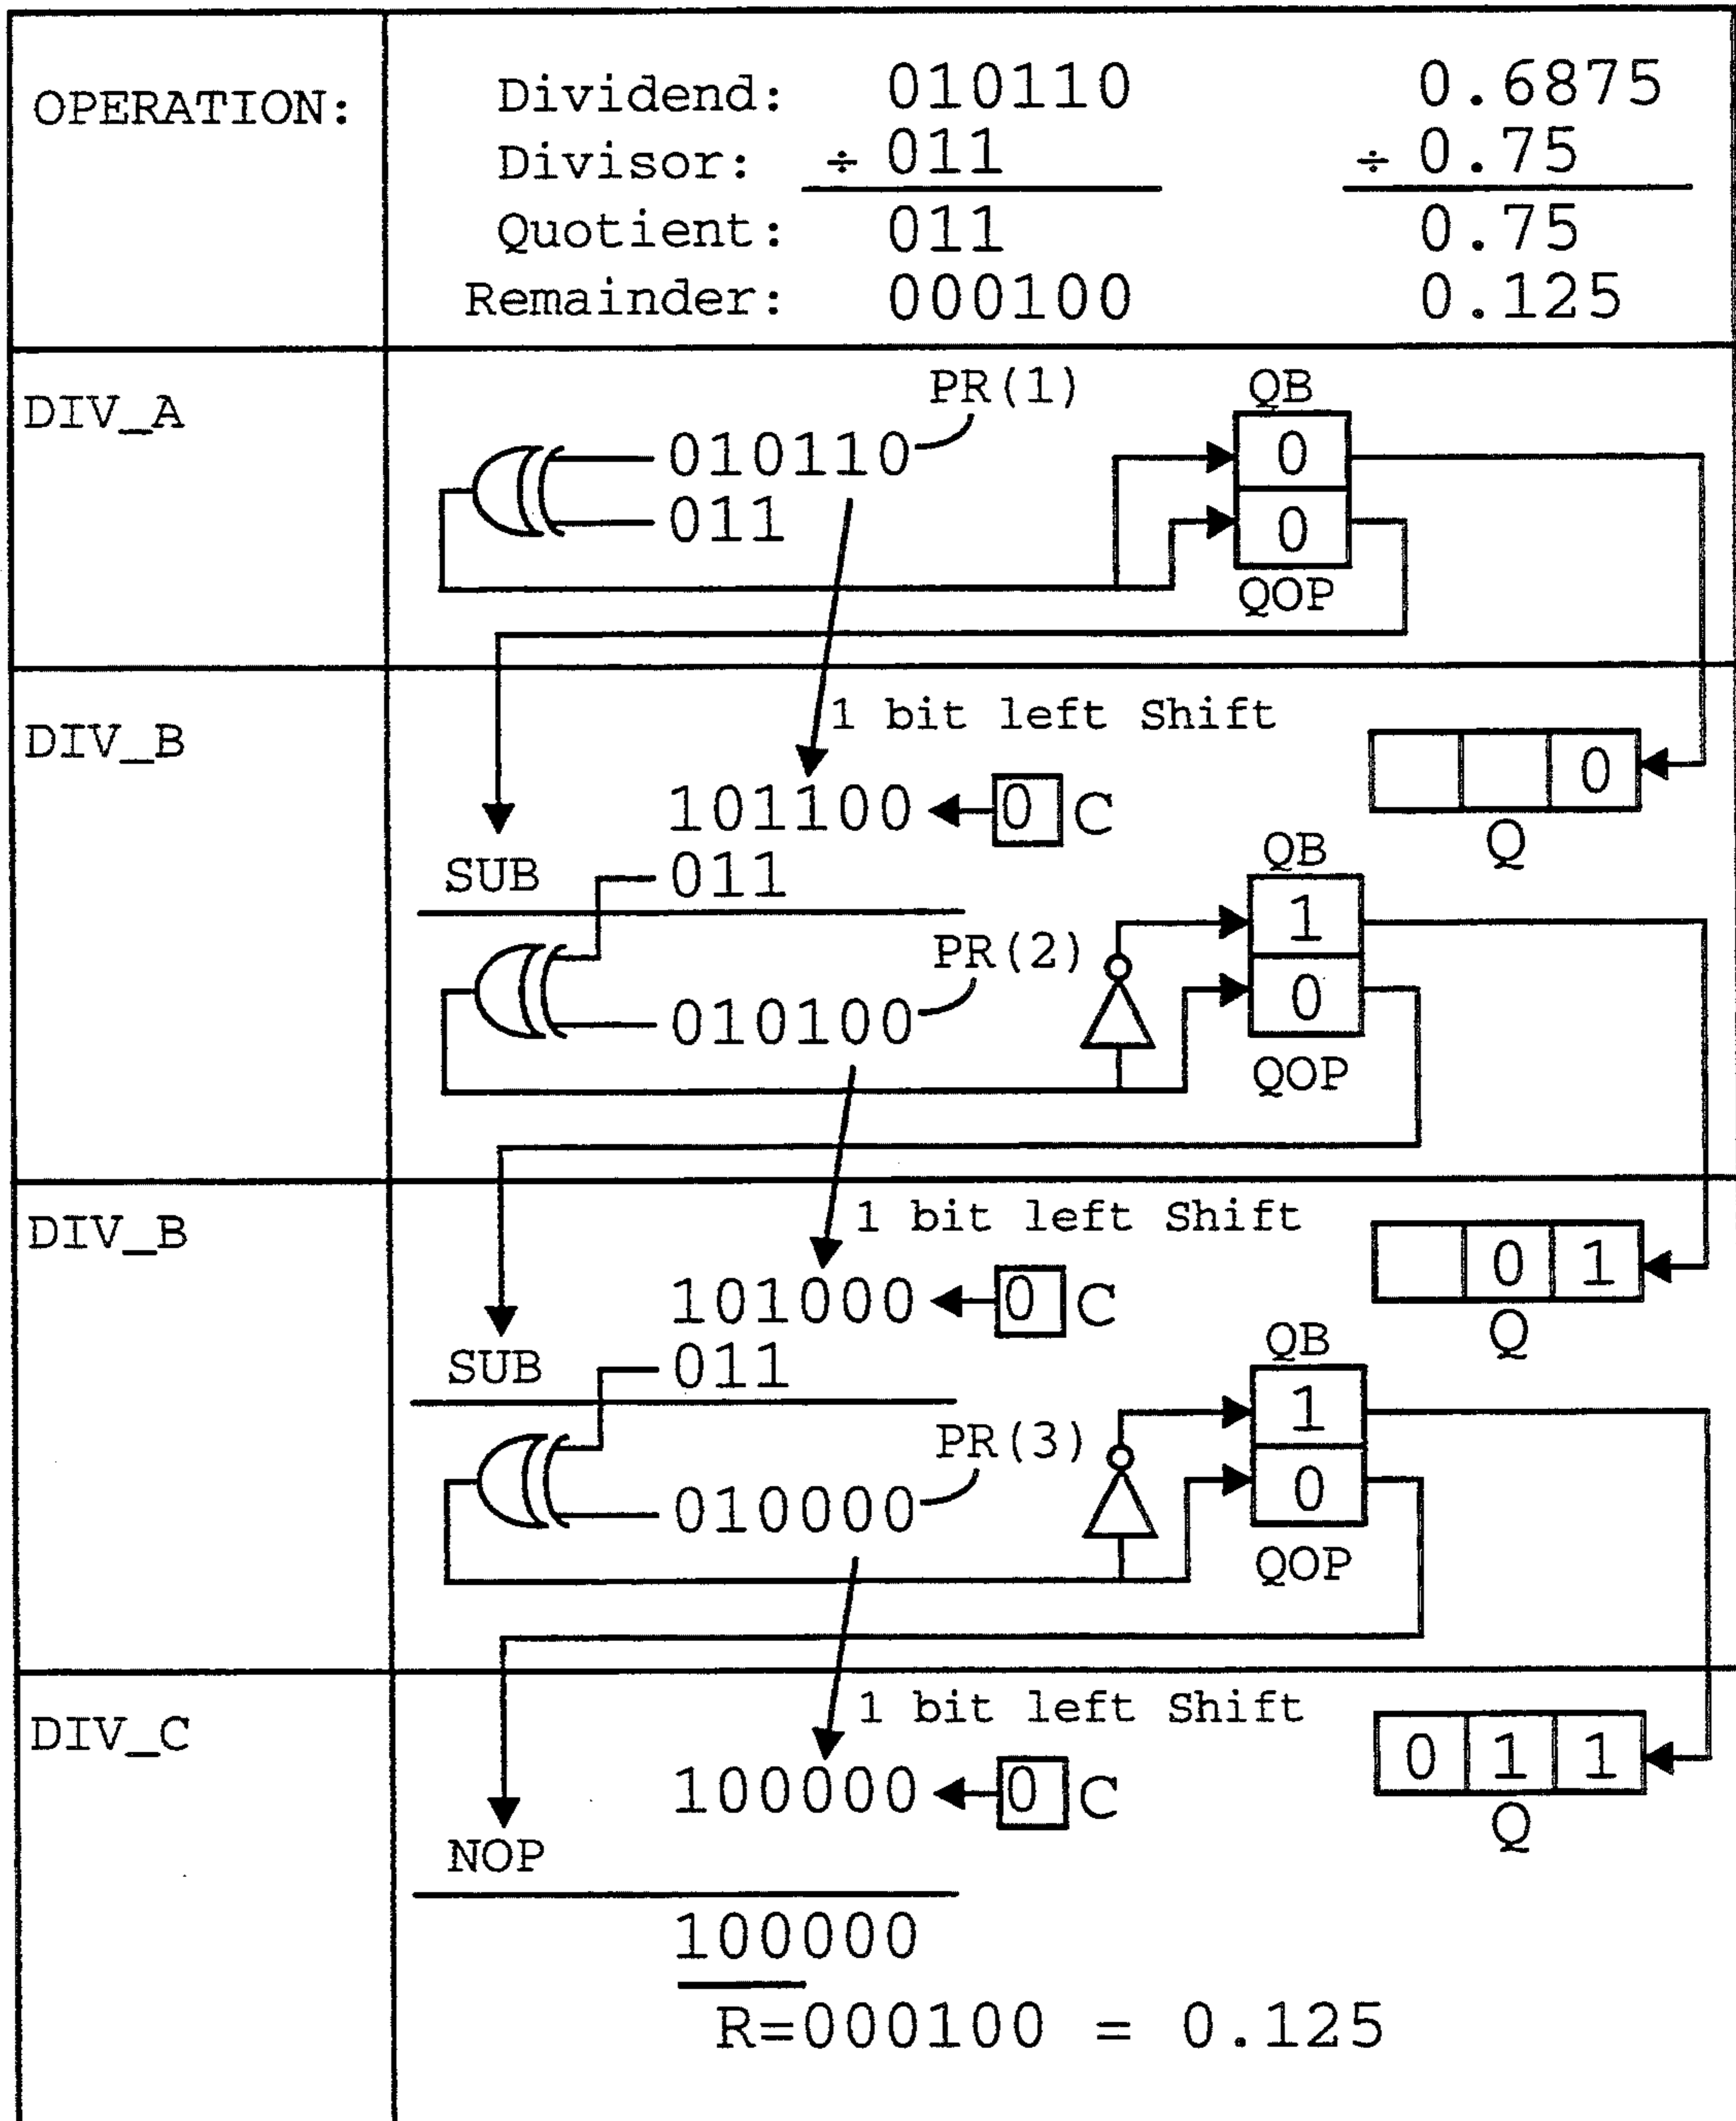 OPERATION:
Dividend: 010110 0.6875
Divisor: ÷ 011 ÷ 0.75
Quotient: 011 0.75
Remainder: 000100 0.125
DIV_A
PR(1)
QB
010110
0
011
0
QOP
DIV_B
1 bit left Shift
0
101100 0 C
Q
SUB 011
QB
1
PR(2)
010100
0
QOP
DIV_B
1 bit left Shift
0 1
101000 0 C
Q
SUB 011
QB
1
PR(3)
010000
0
QOP
DIV_C
1 bit left Shift
0 1 1
100000 0 C
Q
NOP
100000
R=000100 = 0.125